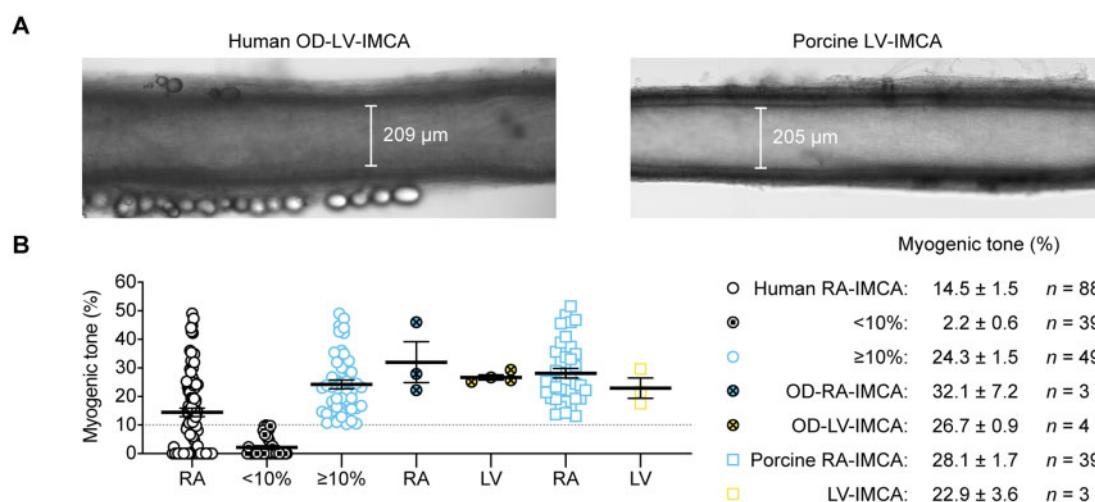 A
Human OD-LV-IMCA
Porcine LV-IMCA
209 µm
205 µm
B
Myogenic tone (%)
60
50
40
30
20
10
0
RA
<10%
≥10%
RA
LV
RA
LV
Myogenic tone (%)
Human RA-IMCA: 14.5 ± 1.5 n = 88
<10%: 2.2 ± 0.6 n = 39
≥10%: 24.3 ± 1.5 n = 49
OD-RA-IMCA: 32.1 ± 7.2 n = 3
OD-LV-IMCA: 26.7 ± 0.9 n = 4
Porcine RA-IMCA: 28.1 ± 1.7 n = 39
LV-IMCA: 22.9 ± 3.6 n = 3